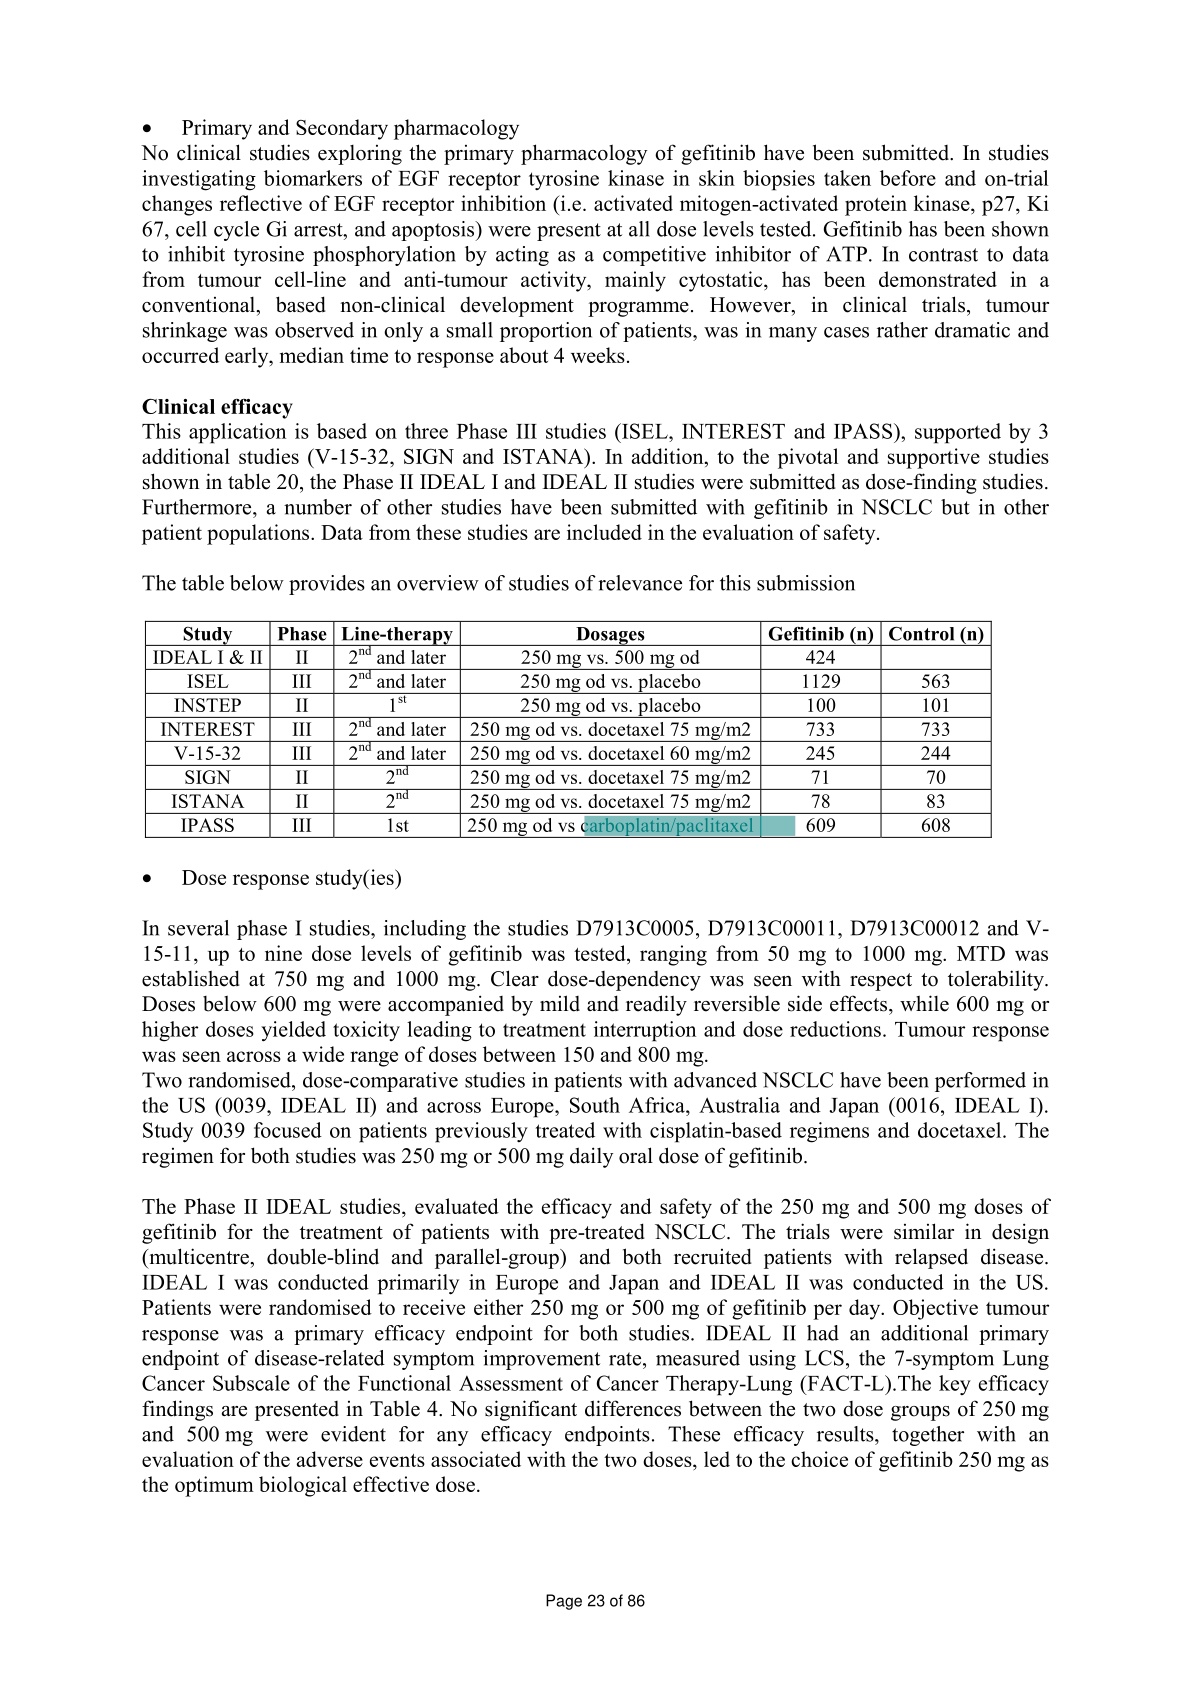 • Primary and Secondary pharmacology
No clinical studies exploring the primary pharmacology of gefitinib have been submitted. In studies
investigating biomarkers of EGF receptor tyrosine kinase in skin biopsies taken before and on-trial
changes reflective of EGF receptor inhibition (i.e. activated mitogen-activated protein kinase, p27, Ki
67, cell cycle Gi arrest, and apoptosis) were present at all dose levels tested. Gefitinib has been shown
to inhibit tyrosine phosphorylation by acting as a competitive inhibitor of ATP. In contrast to data
from tumour cell-line and anti-tumour activity, mainly cytostatic, has been demonstrated in a
conventional, based non-clinical development programme. However, in clinical trials, tumour
shrinkage was observed in only a small proportion of patients, was in many cases rather dramatic and
occurred early, median time to response about 4 weeks.
Clinical efficacy
This application is based on three Phase III studies (ISEL, INTEREST and IPASS), supported by 3
additional studies (V-15-32, SIGN and ISTANA). In addition, to the pivotal and supportive studies
shown in table 20, the Phase II IDEAL I and IDEAL II studies were submitted as dose-finding studies.
Furthermore, a number of other studies have been submitted with gefitinib in NSCLC but in other
patient populations. Data from these studies are included in the evaluation of safety.
The table below provides an overview of studies of relevance for this submission
Study Phase Line-therapy Dosages Gefitinib (n) Control (n)
IDEAL I & II II 2nd and later 250 mg vs. 500 mg od 424
ISEL III 2nd and later 250 mg od vs. placebo 1129 563
INSTEP II 1st 250 mg od vs. placebo 100 101
INTEREST III 2nd and later 250 mg od vs. docetaxel 75 mg/m2 733 733
V-15-32 III 2nd and later 250 mg od vs. docetaxel 60 mg/m2 245 244
SIGN II 2nd 250 mg od vs. docetaxel 75 mg/m2 71 70
ISTANA II 2nd 250 mg od vs. docetaxel 75 mg/m2 78 83
IPASS III 1st 250 mg od vs carboplatin/paclitaxel 609 608
• Dose response study(ies)
In several phase I studies, including the studies D7913C0005, D7913C00011, D7913C00012 and V-
15-11, up to nine dose levels of gefitinib was tested, ranging from 50 mg to 1000 mg. MTD was
established at 750 mg and 1000 mg. Clear dose-dependency was seen with respect to tolerability.
Doses below 600 mg were accompanied by mild and readily reversible side effects, while 600 mg or
higher doses yielded toxicity leading to treatment interruption and dose reductions. Tumour response
was seen across a wide range of doses between 150 and 800 mg.
Two randomised, dose-comparative studies in patients with advanced NSCLC have been performed in
the US (0039, IDEAL II) and across Europe, South Africa, Australia and Japan (0016, IDEAL I).
Study 0039 focused on patients previously treated with cisplatin-based regimens and docetaxel. The
regimen for both studies was 250 mg or 500 mg daily oral dose of gefitinib.
The Phase II IDEAL studies, evaluated the efficacy and safety of the 250 mg and 500 mg doses of
gefitinib for the treatment of patients with pre-treated NSCLC. The trials were similar in design
(multicentre, double-blind and parallel-group) and both recruited patients with relapsed disease.
IDEAL I was conducted primarily in Europe and Japan and IDEAL II was conducted in the US.
Patients were randomised to receive either 250 mg or 500 mg of gefitinib per day. Objective tumour
response was a primary efficacy endpoint for both studies. IDEAL II had an additional primary
endpoint of disease-related symptom improvement rate, measured using LCS, the 7-symptom Lung
Cancer Subscale of the Functional Assessment of Cancer Therapy-Lung (FACT-L).The key efficacy
findings are presented in Table 4. No significant differences between the two dose groups of 250 mg
and 500 mg were evident for any efficacy endpoints. These efficacy results, together with an
evaluation of the adverse events associated with the two doses, led to the choice of gefitinib 250 mg as
the optimum biological effective dose.
Page 23 of 86